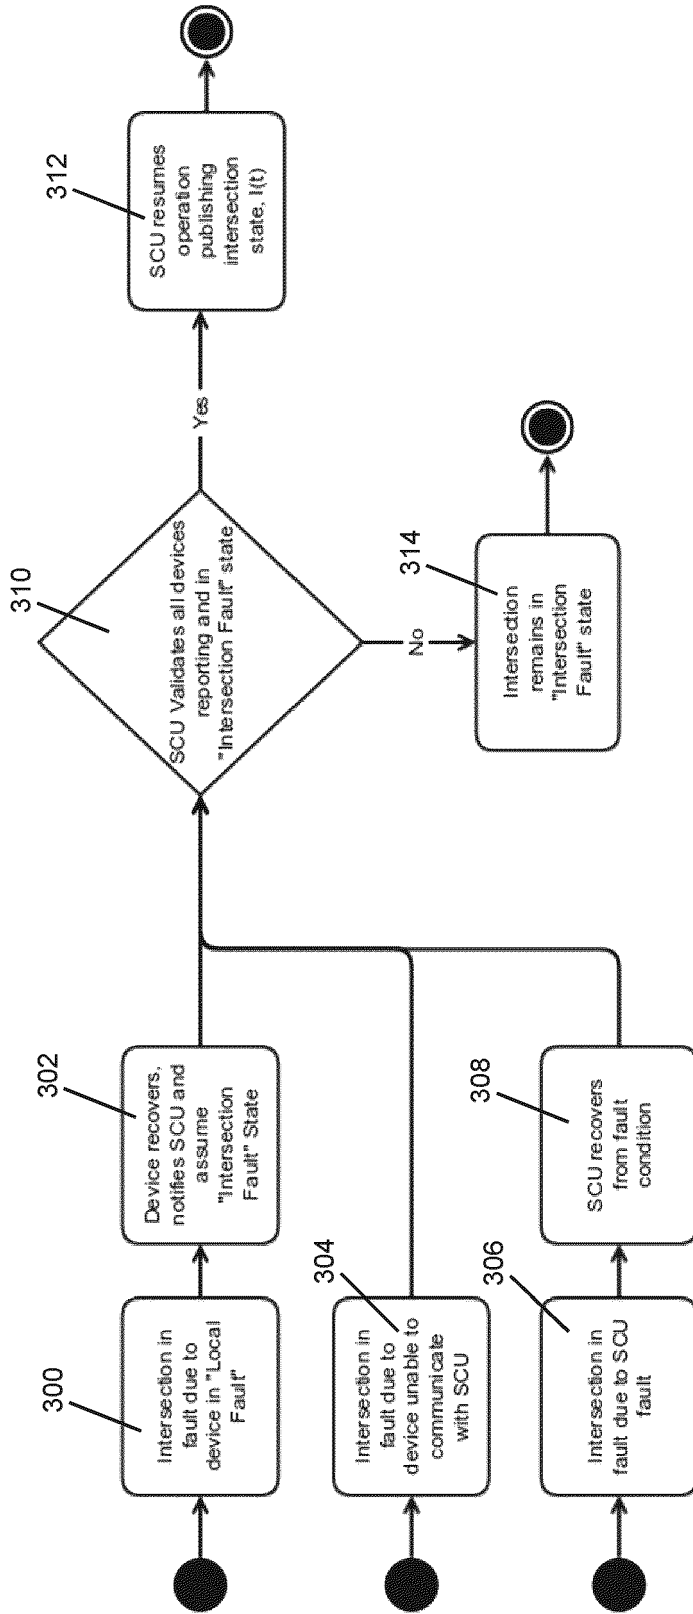 300
Intersection in
fault due to
device in "Local
Fault"
302
Device recovers,
notifies SCU and
assume
"Intersection
Fault" State
304
Intersection in
fault due to
device unable to
communicate
with SCU
306
Intersection in
fault due to SCU
fault
308
SCU recovers
from fault
condition
310
SCU Validates all devices
reporting and in
"Intersection Fault" state
Yes
No
312
SCU resumes
operation
publishing
intersection
state, I(t)
314
Intersection
remains in
"Intersection
Fault" state